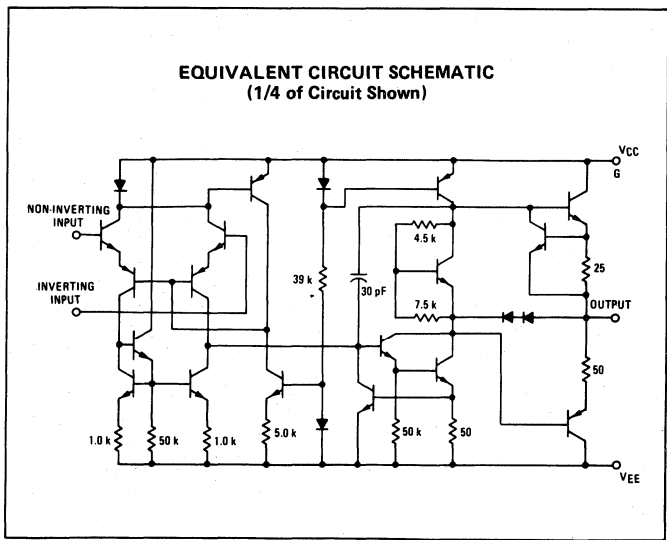 EQUIVALENT CIRCUIT SCHEMATIC
(1/4 of Circuit Shown)
VCC
G
NON-INVERTING
INPUT
4.5 k
25
39 k
30 pF
INVERTING
INPUT
7.5 k
OUTPUT
50
1.0 k
50 k
1.0 k
5.0 k
50 k
50
VEE